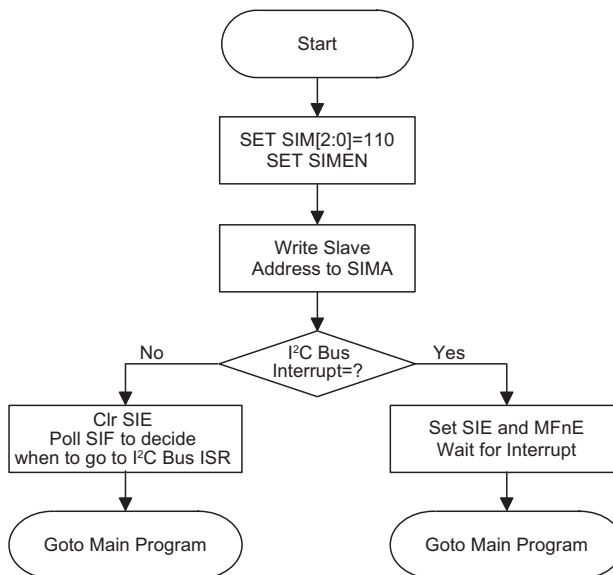 Start
SET SIM[2:0]=110
SET SIMEN
Write Slave
Address to SIMA
I²C Bus
Interrupt=?
No
Yes
Clr SIE
Poll SIF to decide
when to go to I²C Bus ISR
Set SIE and MFnE
Wait for Interrupt
Goto Main Program
Goto Main Program